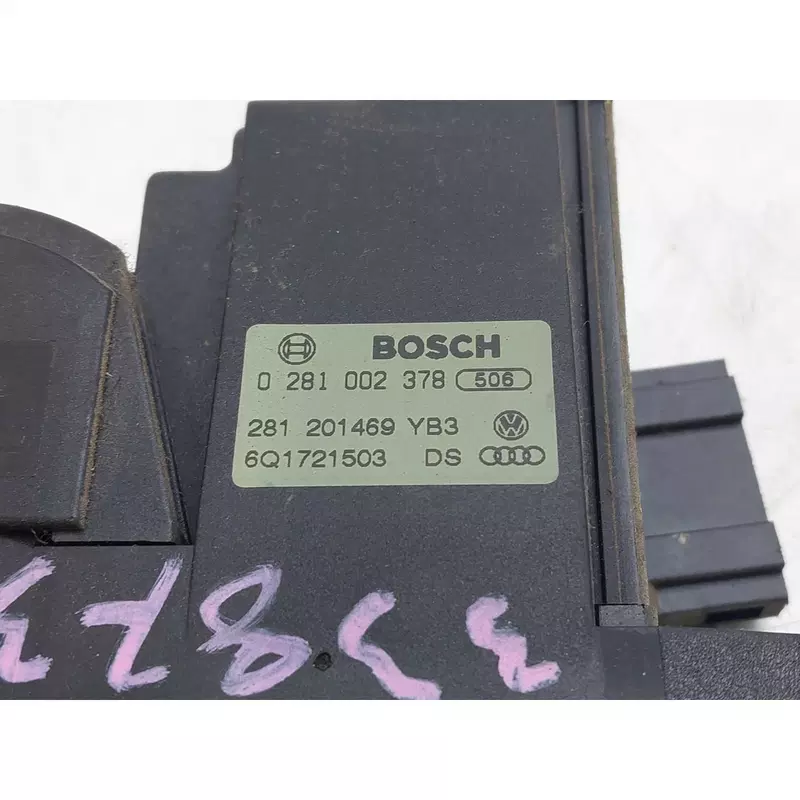 BOSCH
0 281 002 378 506
281 201469 YB3
6Q1721503 DS